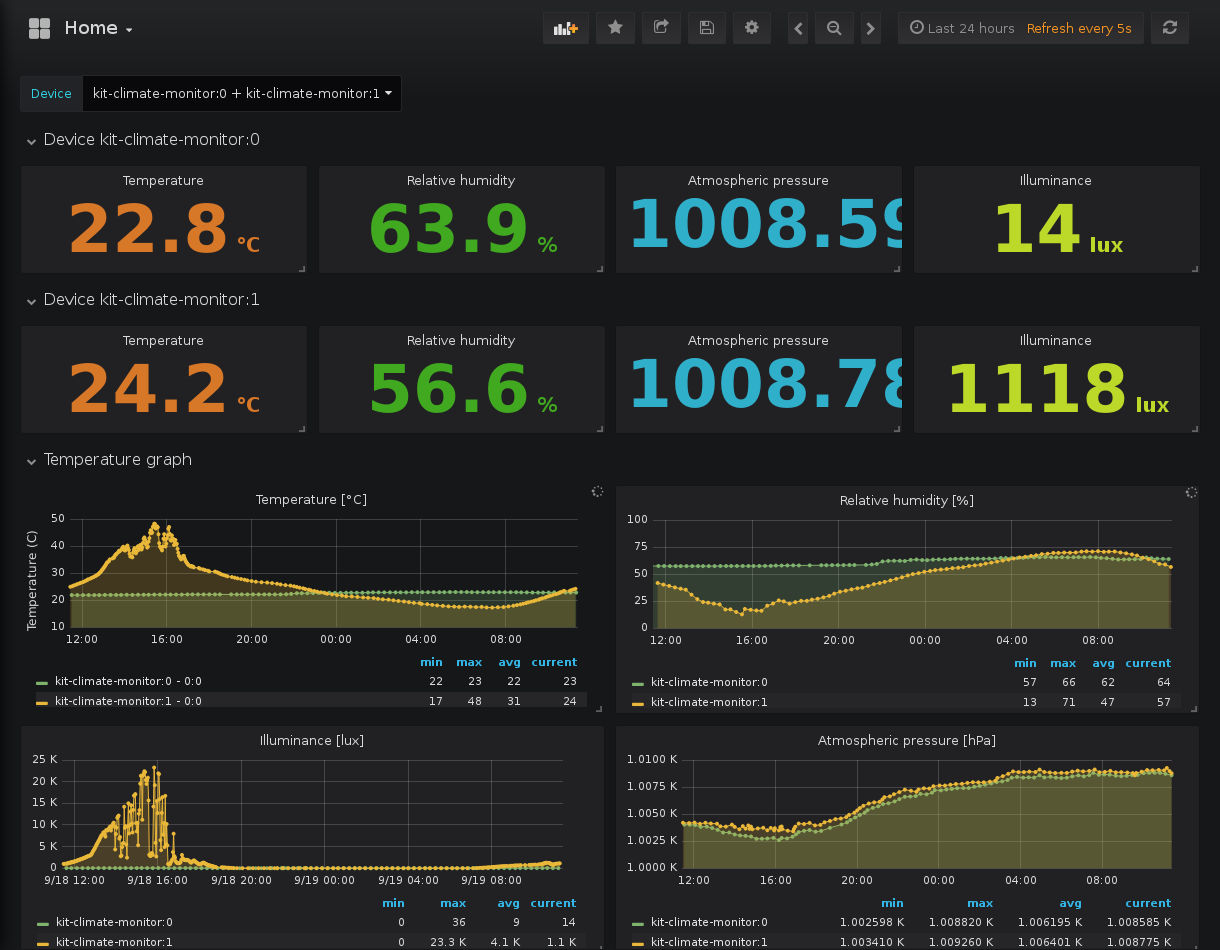 Home
Last 24 hours Refresh every 5s
Device kit-climate-monitor:0 + kit-climate-monitor:1
Device kit-climate-monitor:0
Temperature Relative humidity Atmospheric pressure Illuminance
22.8 °C 63.9 % 1008.59 14 lux
Device kit-climate-monitor:1
Temperature Relative humidity Atmospheric pressure Illuminance
24.2 °C 56.6 % 1008.78 1118 lux
Temperature graph
Temperature [°C]
Temperature (C)
50
40
30
20
10
12:00 16:00 20:00 00:00 04:00 08:00
min max avg current
kit-climate-monitor:0 - 0:0 22 23 22 23
kit-climate-monitor:1 - 0:0 17 48 31 24
Relative humidity [%]
100
75
50
25
0
12:00 16:00 20:00 00:00 04:00 08:00
min max avg current
kit-climate-monitor:0 57 66 62 64
kit-climate-monitor:1 13 71 47 57
Illuminance [lux]
25 K
20 K
15 K
10 K
5 K
0
9/18 12:00 9/18 16:00 9/18 20:00 9/19 00:00 9/19 04:00 9/19 08:00
min max avg current
kit-climate-monitor:0 0 36 9 14
kit-climate-monitor:1 0 23.3 K 4.1 K 1.1 K
Atmospheric pressure [hPa]
1.0100 K
1.0075 K
1.0050 K
1.0025 K
1.0000 K
12:00 16:00 20:00 00:00 04:00 08:00
min max avg current
kit-climate-monitor:0 1.002598 K 1.008820 K 1.006195 K 1.008585 K
kit-climate-monitor:1 1.003410 K 1.009260 K 1.006401 K 1.008775 K